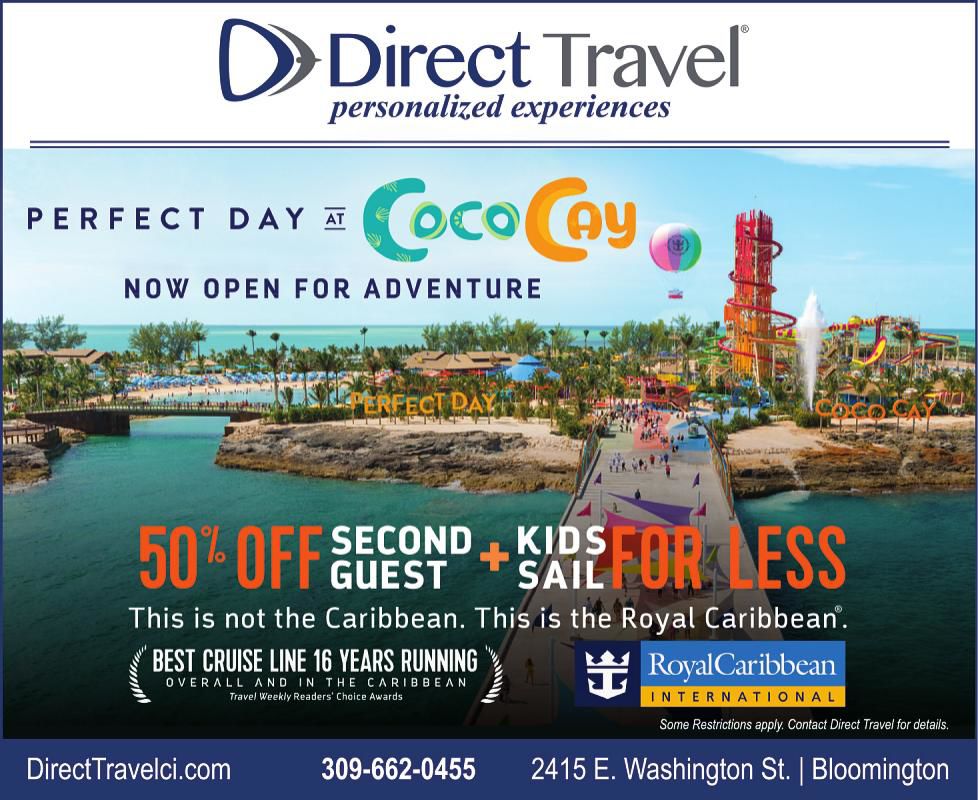 Direct Travel®
personalized experiences
PERFECT DAY AT COCOCAY
NOW OPEN FOR ADVENTURE
PERFECT DAY
COCO CAY
50% OFF SECOND GUEST + KIDS SAIL FOR LESS
This is not the Caribbean. This is the Royal Caribbean®.
BEST CRUISE LINE 16 YEARS RUNNING
OVERALL AND IN THE CARIBBEAN
Travel Weekly Readers' Choice Awards
RoyalCaribbean
INTERNATIONAL
Some Restrictions apply. Contact Direct Travel for details.
DirectTravelci.com 309-662-0455 2415 E. Washington St. | Bloomington